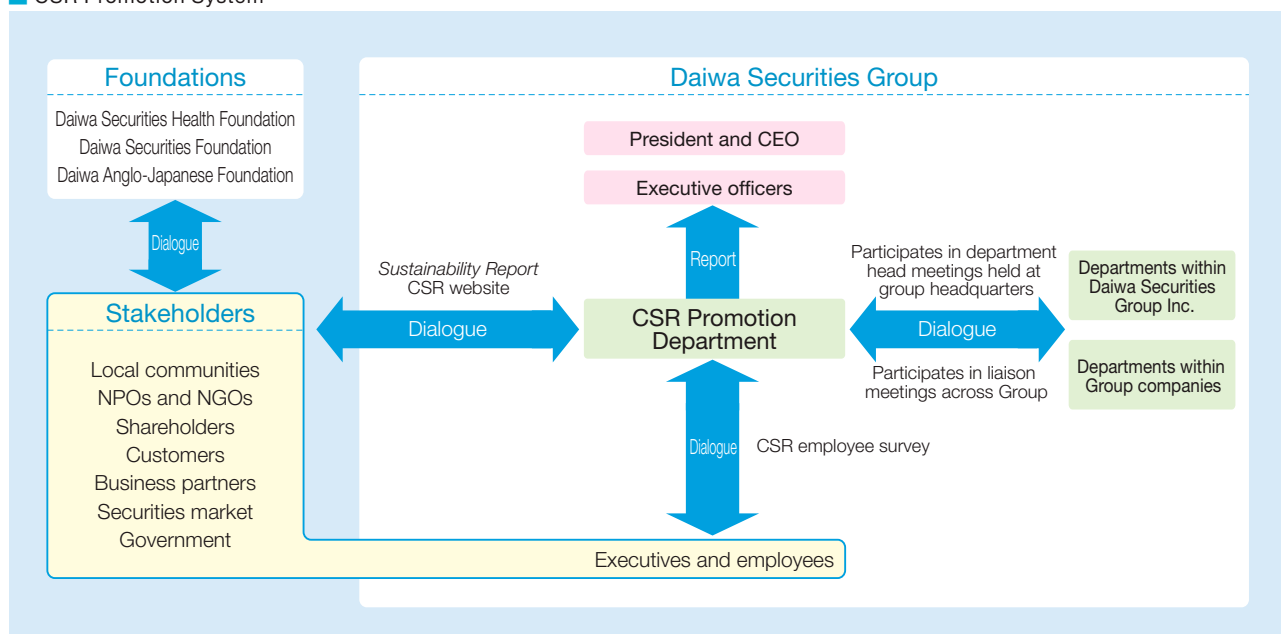 CSR Promotion System
Foundations
Daiwa Securities Health Foundation
Daiwa Securities Foundation
Daiwa Anglo-Japanese Foundation
Dialogue
Stakeholders
Local communities
NPOs and NGOs
Shareholders
Customers
Business partners
Securities market
Government
Executives and employees
Daiwa Securities Group
President and CEO
Executive officers
Report
Sustainability Report
CSR website
Dialogue
CSR Promotion
Department
Participates in department
head meetings held at
group headquarters
Dialogue
Participates in liaison
meetings across Group
Departments within
Daiwa Securities
Group Inc.
Departments within
Group companies
Dialogue
CSR employee survey